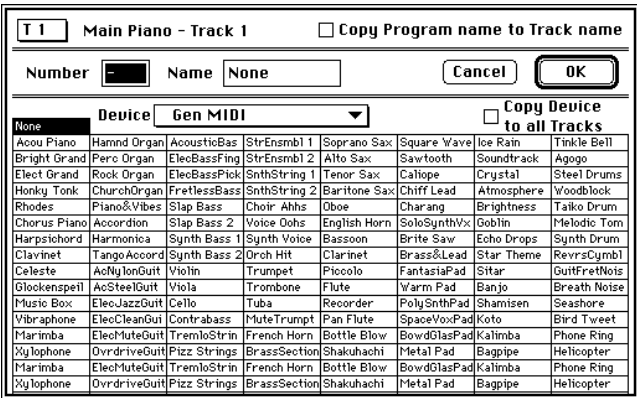 T 1 Main Piano - Track 1 Copy Program name to Track name
Number - Name None Cancel OK
Device Gen MIDI Copy Device
to all Tracks
None
Acou Piano Hamnd Organ AcousticBas StrEnsmbl 1 Soprano Sax Square Wave Ice Rain Tinkle Bell
Bright Grand Perc Organ ElecBassFing StrEnsmbl 2 Alto Sax Sawtooth Soundtrack Agogo
Elect Grand Rock Organ ElecBassPick SnthString 1 Tenor Sax Caliope Crystal Steel Drums
Honky Tonk ChurchOrgan FretlessBass SnthString 2 Baritone Sax Chiff Lead Atmosphere Woodblock
Rhodes Piano&Vibes Slap Bass Choir Ahhs Oboe Charang Brightness Taiko Drum
Chorus Piano Accordion Slap Bass 2 Voice Oohs English Horn SoloSynthVx Goblin Melodic Tom
Harpsichord Harmonica Synth Bass 1 Synth Voice Bassoon Brite Saw Echo Drops Synth Drum
Clavinet TangoAccord Synth Bass 2 Orch Hit Clarinet Brass&Lead Star Theme RevrsCymbl
Celeste AcNylonGuit Violin Trumpet Piccolo FantasiaPad Sitar GuitFretNois
Glockenspeil AcSteelGuit Viola Trombone Flute Warm Pad Banjo Breath Noise
Music Box ElecJazzGuit Cello Tuba Recorder PolySnthPad Shamisen Seashore
Vibraphone ElecCleanGui Contrabass MuteTrumpt Pan Flute SpaceVoxPad Koto Bird Tweet
Marimba ElecMuteGuit TremloStrin French Horn Bottle Blow BowdGlasPad Kalimba Phone Ring
Xylophone OvrdriveGuit Pizz Strings BrassSection Shakuhachi Metal Pad Bagpipe Helicopter
Marimba ElecMuteGuit TremloStrin French Horn Bottle Blow BowdGlasPad Kalimba Phone Ring
Xylophone OvrdriveGuit Pizz Strings BrassSection Shakuhachi Metal Pad Bagpipe Helicopter